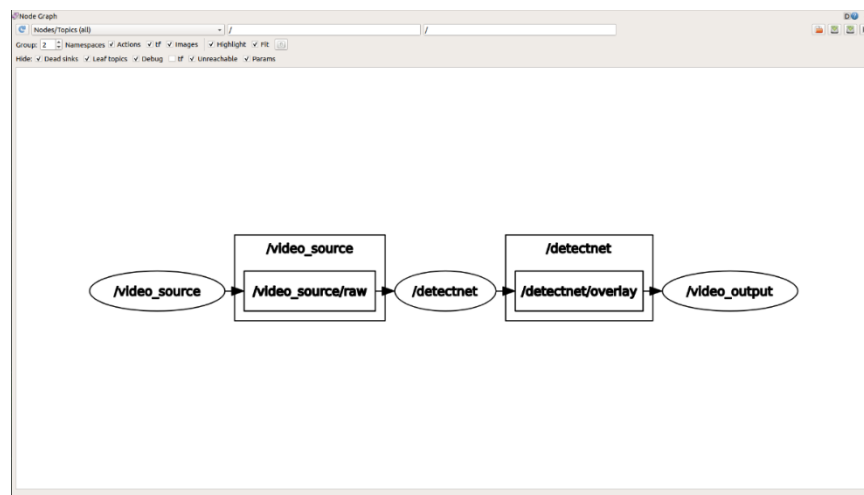 Node Graph
Nodes/Topics (all) / /
Group: 2 Namespaces ✓ Actions ✓ tf ✓ Images ✓ Highlight ✓ Fit
Hide: ✓ Dead sinks ✓ Leaf topics ✓ Debug tf ✓ Unreachable ✓ Params
/video_source /detectnet
/video_source /video_source/raw /detectnet /detectnet/overlay /video_output